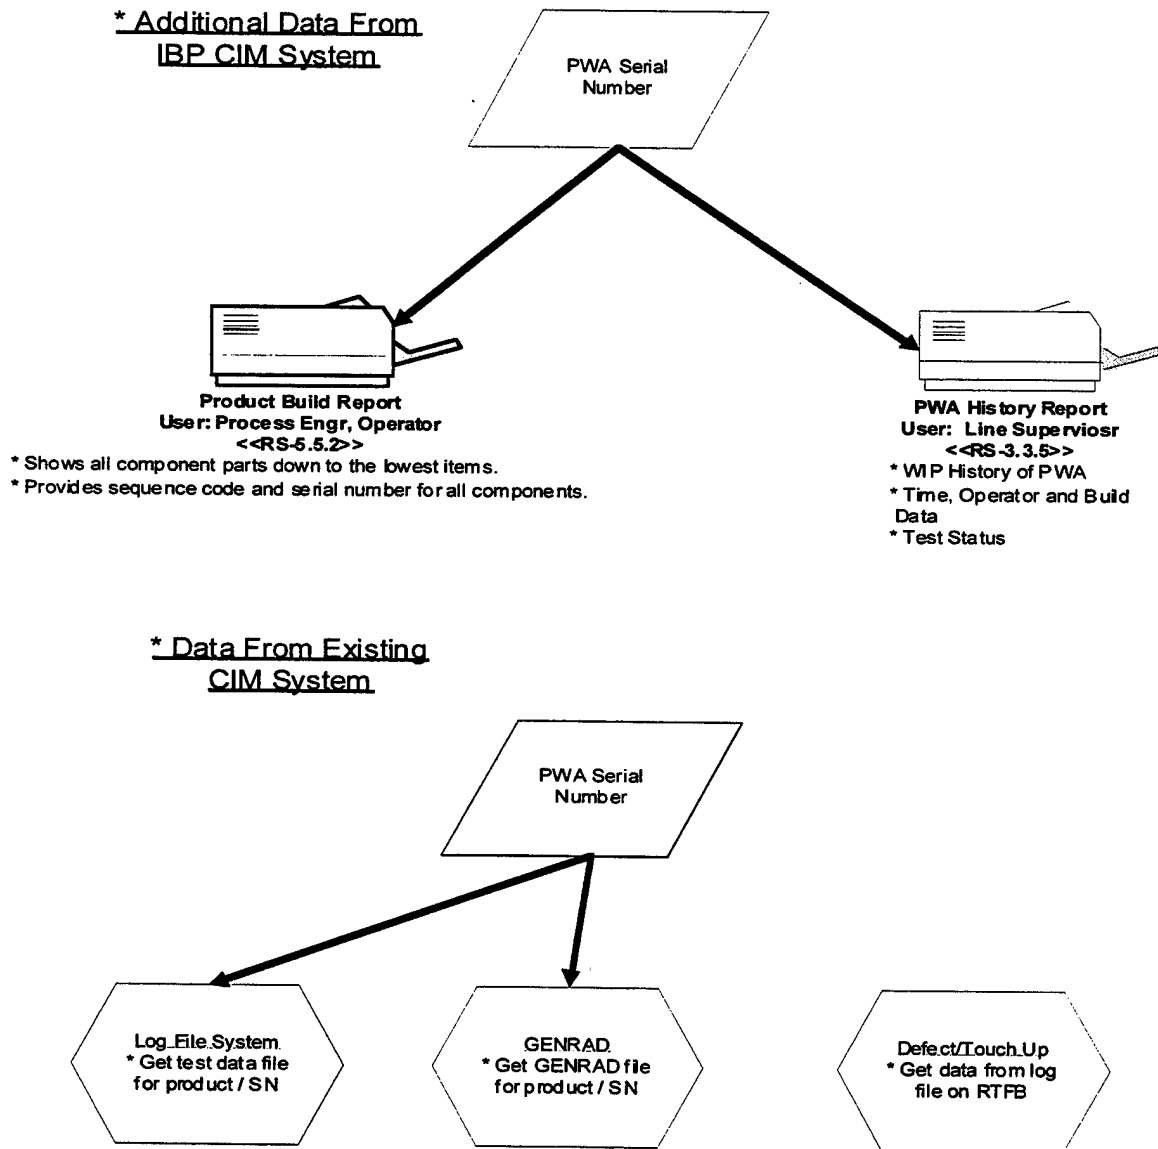 * Additional Data From
IBP CIM System
PWA Serial
Number
Product Build Report
User: Process Engr, Operator
<<RS-5.5.2>>
* Shows all component parts down to the lowest items.
* Provides sequence code and serial number for all components.
PWA History Report
User: Line Superviosr
<<RS-3.3.5>>
* WIP History of PWA
* Time, Operator and Build
Data
* Test Status
* Data From Existing
CIM System
PWA Serial
Number
Log File System
* Get test data file
for product / SN
GENRAD
* Get GENRAD file
for product / SN
Defect/Touch Up
* Get data from log
file on RTFB